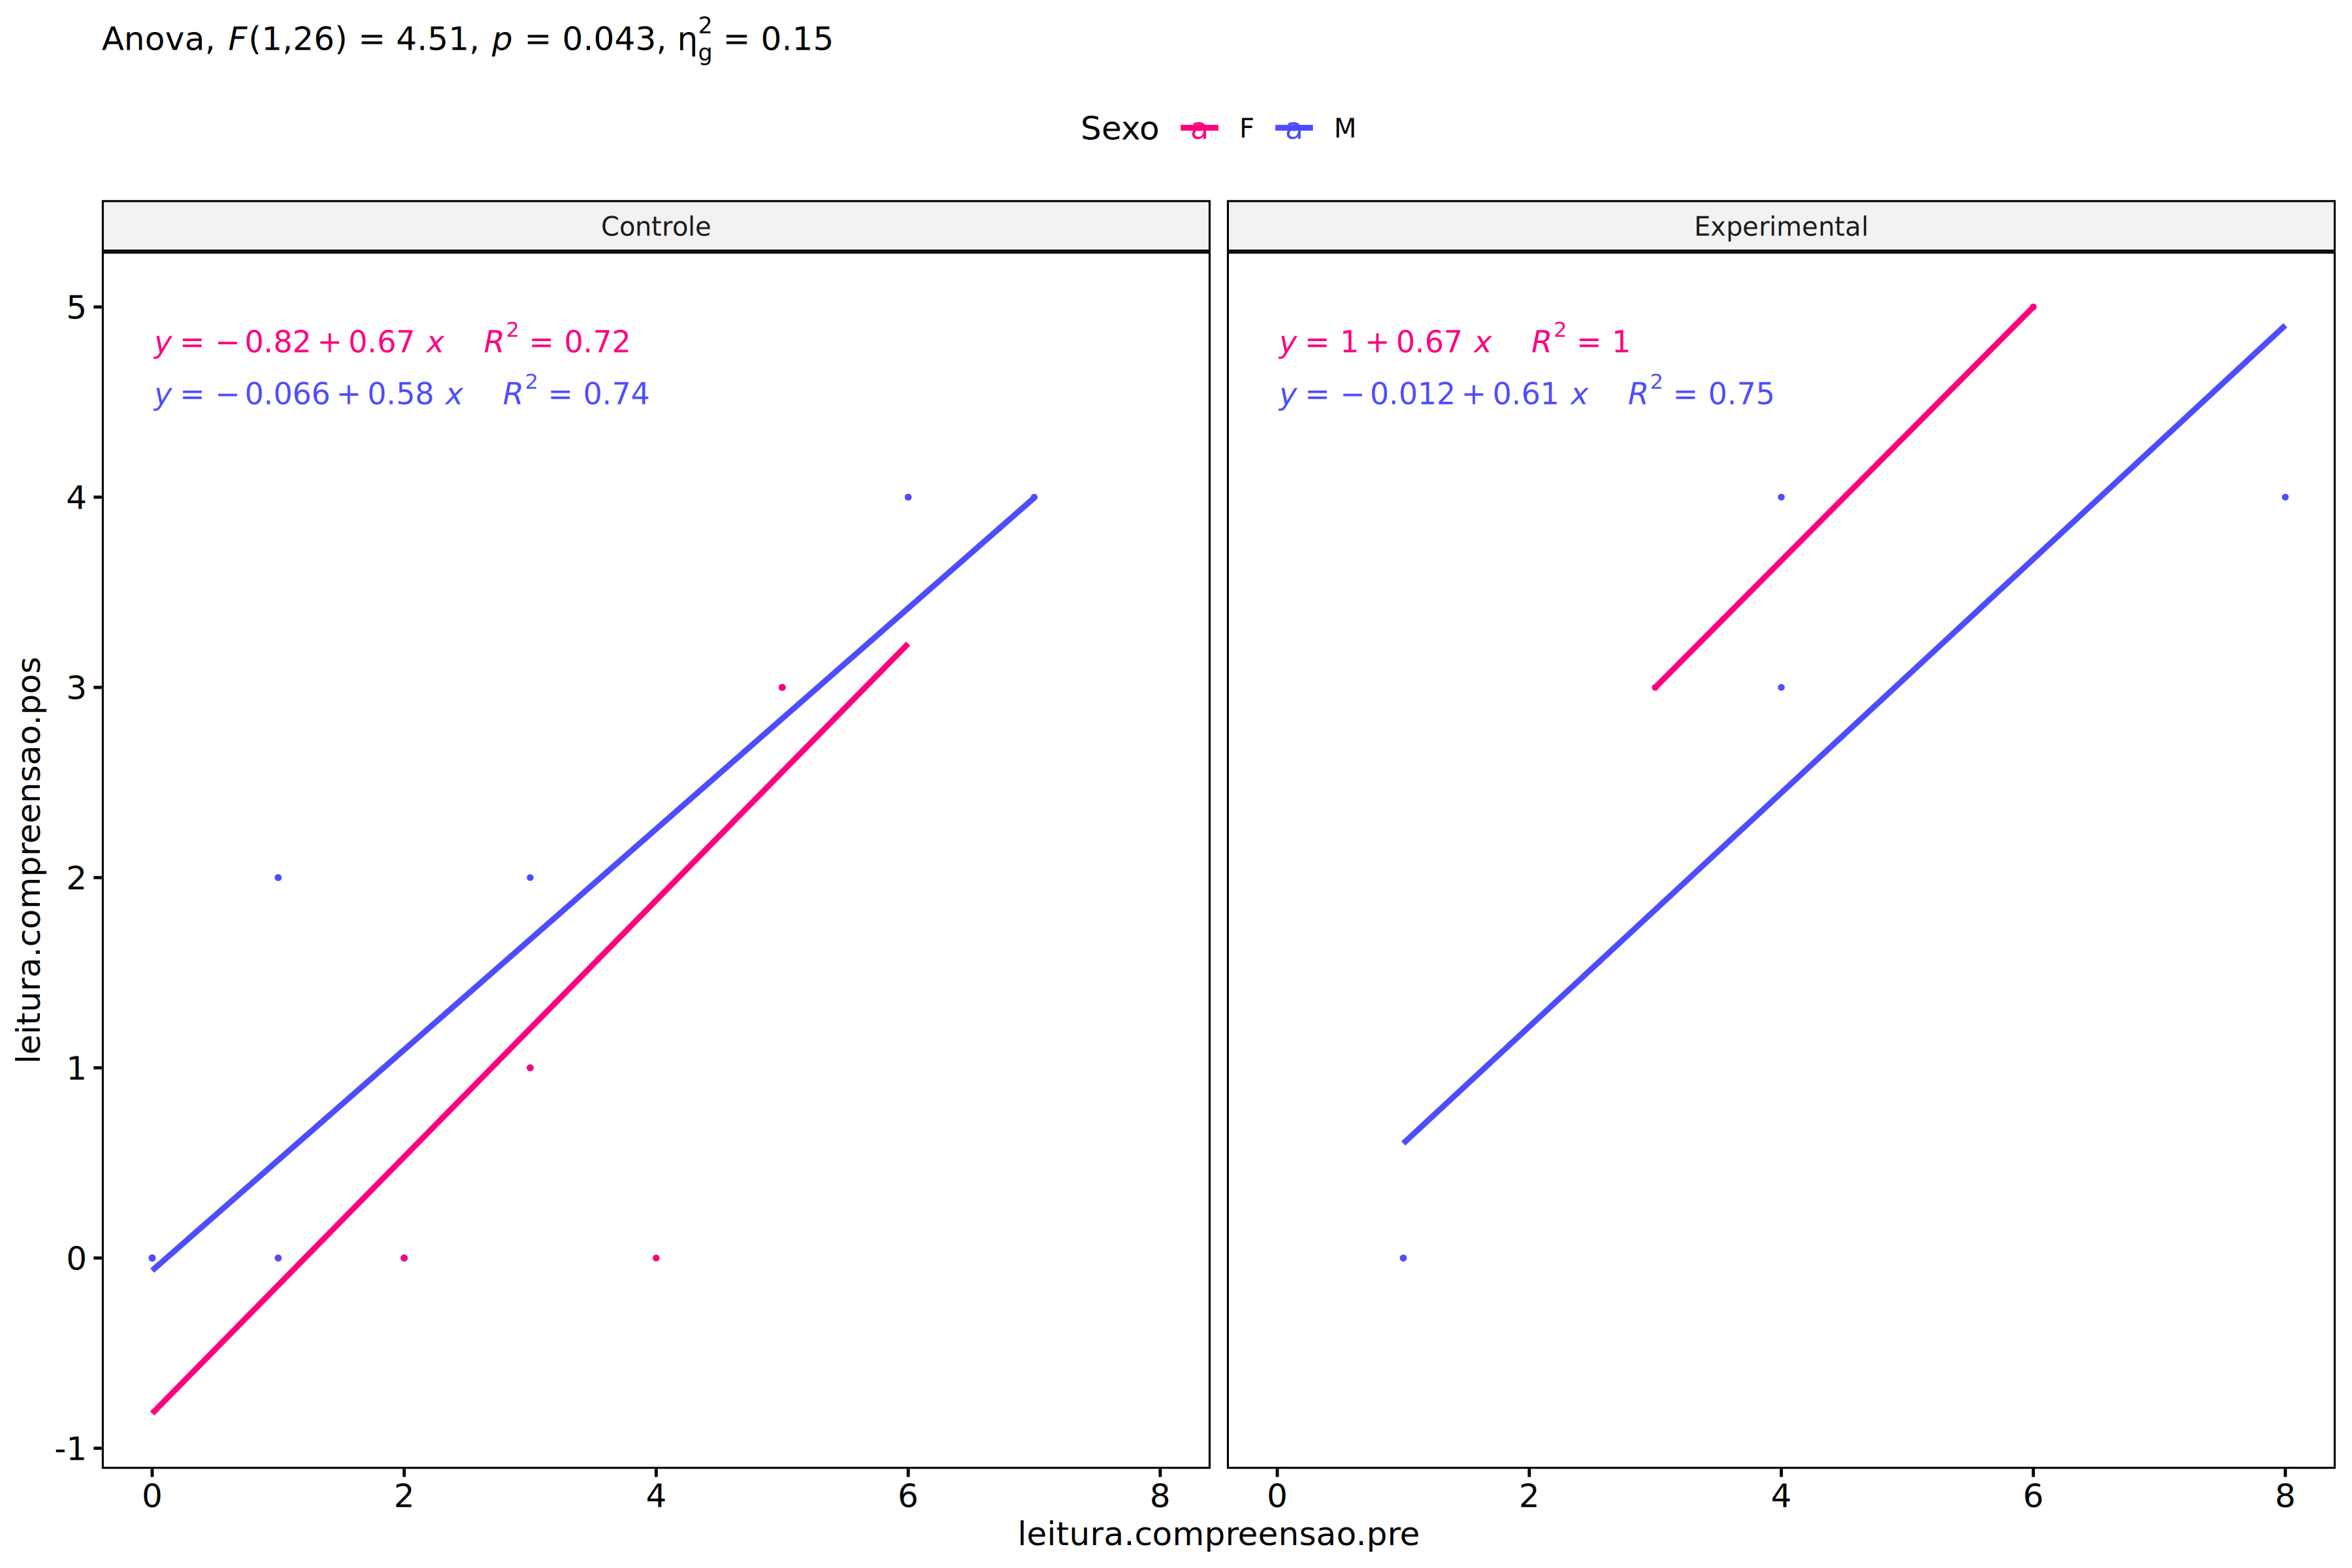 Anova, F(1,26) = 4.51, p = 0.043, η²g = 0.15
Sexo a F a M
Controle
Experimental
y = − 0.82 + 0.67 x R² = 0.72
y = − 0.066 + 0.58 x R² = 0.74
y = 1 + 0.67 x R² = 1
y = − 0.012 + 0.61 x R² = 0.75
leitura.compreensao.pos
5
4
3
2
1
0
-1
0 2 4 6 8
0 2 4 6 8
leitura.compreensao.pre